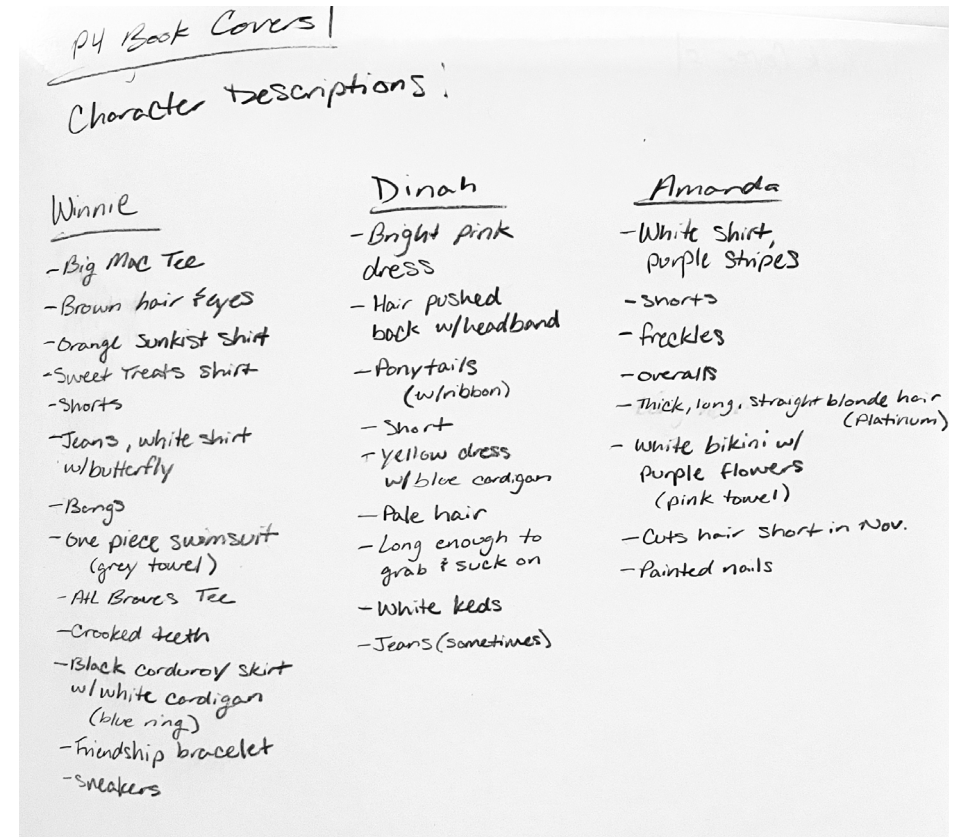 P4 Book Covers
Character Descriptions:
Winnie
- Big Mac Tee
- Brown hair & eyes
- Orange Sunkist Shirt
- Sweet Treats Shirt
- Shorts
- Jeans, white shirt
w/butterfly
- Bangs
- One piece swimsuit
(grey towel)
- Atl Braves Tee
- Crooked teeth
- Black corduroy skirt
w/white cardigan
(blue ring)
- Friendship bracelet
- Sneakers
Dinah
- Bright pink
dress
- Hair pushed
back w/headband
- Ponytails
(w/ribbon)
- Short
- Yellow dress
w/blue cardigan
- Pale hair
- Long enough to
grab & suck on
- White keds
- Jeans (sometimes)
Amanda
- White shirt,
purple stripes
- Shorts
- freckles
- overalls
- Thick, long, straight blonde hair
(Platinum)
- White bikini w/
purple flowers
(pink towel)
- Cuts hair short in Nov.
- Painted nails